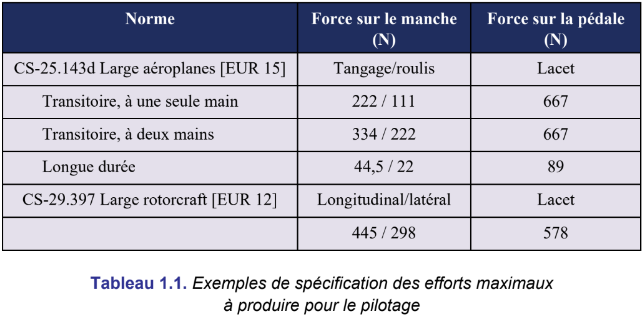 Norme Force sur le manche (N) Force sur la pédale (N)
CS-25.143d Large aéroplanes [EUR 15] Tangage/roulis Lacet
Transitoire, à une seule main 222 / 111 667
Transitoire, à deux mains 334 / 222 667
Longue durée 44,5 / 22 89
CS-29.397 Large rotorcraft [EUR 12] Longitudinal/latéral Lacet
445 / 298 578
Tableau 1.1. Exemples de spécification des efforts maximaux
à produire pour le pilotage